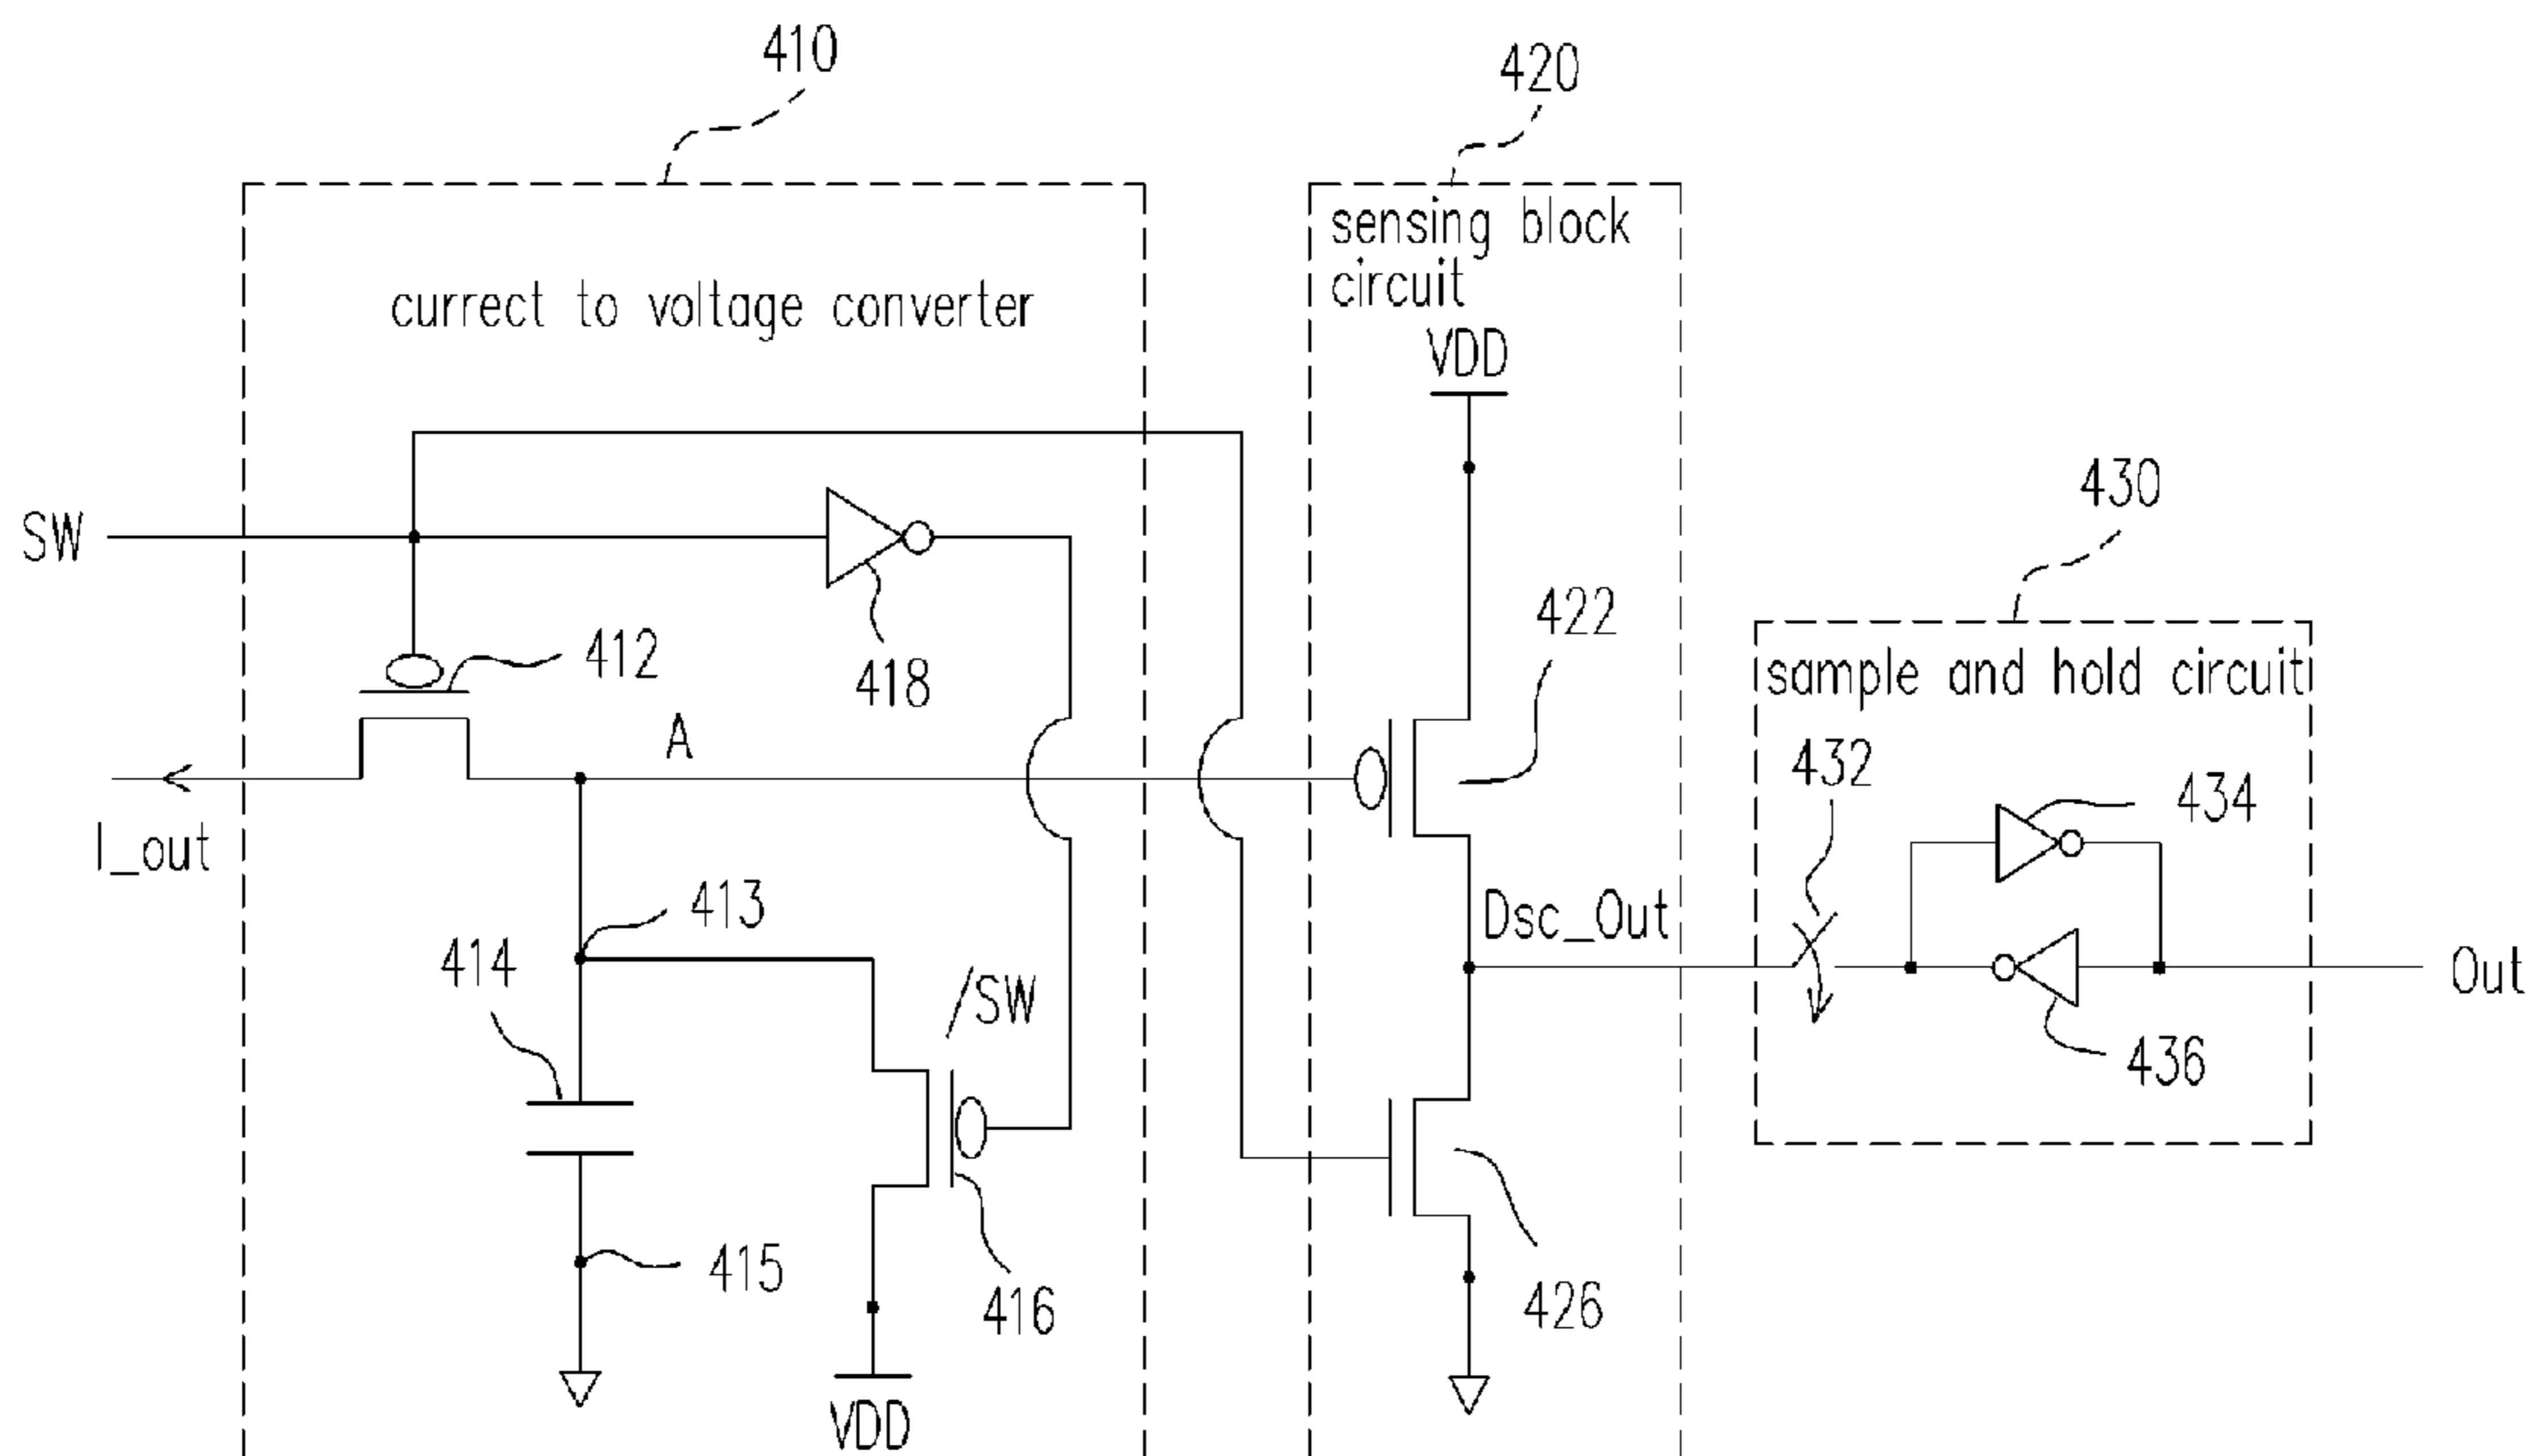 410
420
sensing block
circuit
currect to voltage converter
VDD
430
SW
422
412
418
sample and hold circuit
A
432
434
I_out
413
Dsc_Out
414
/SW
Out
436
415
416
426
VDD